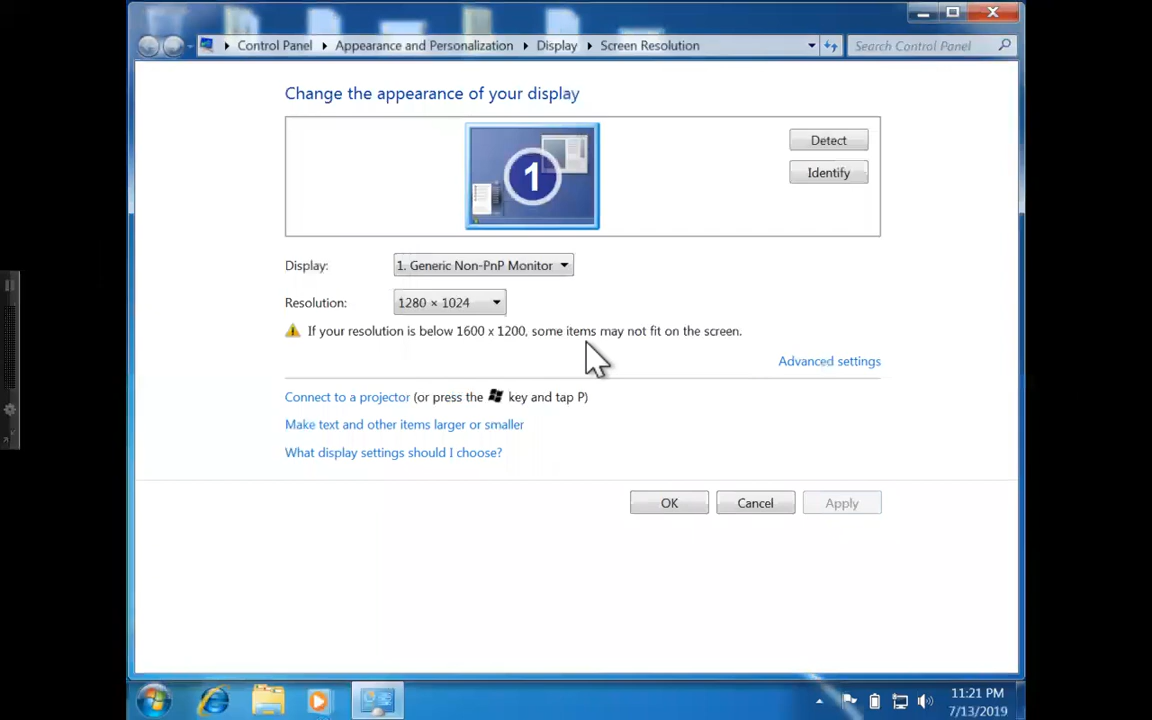 Control Panel
Appearance and Personalization
Display
Screen Resolution
Search Control Panel
Change the appearance of your display
1
Detect
Identify
Display:
1. Generic Non-PnP Monitor
Resolution:
1280 × 1024
If your resolution is below 1600 x 1200, some items may not fit on the screen.
Advanced settings
Connect to a projector (or press the key and tap P)
Make text and other items larger or smaller
What display settings should I choose?
OK
Cancel
Apply
11:21 PM
7/13/2019